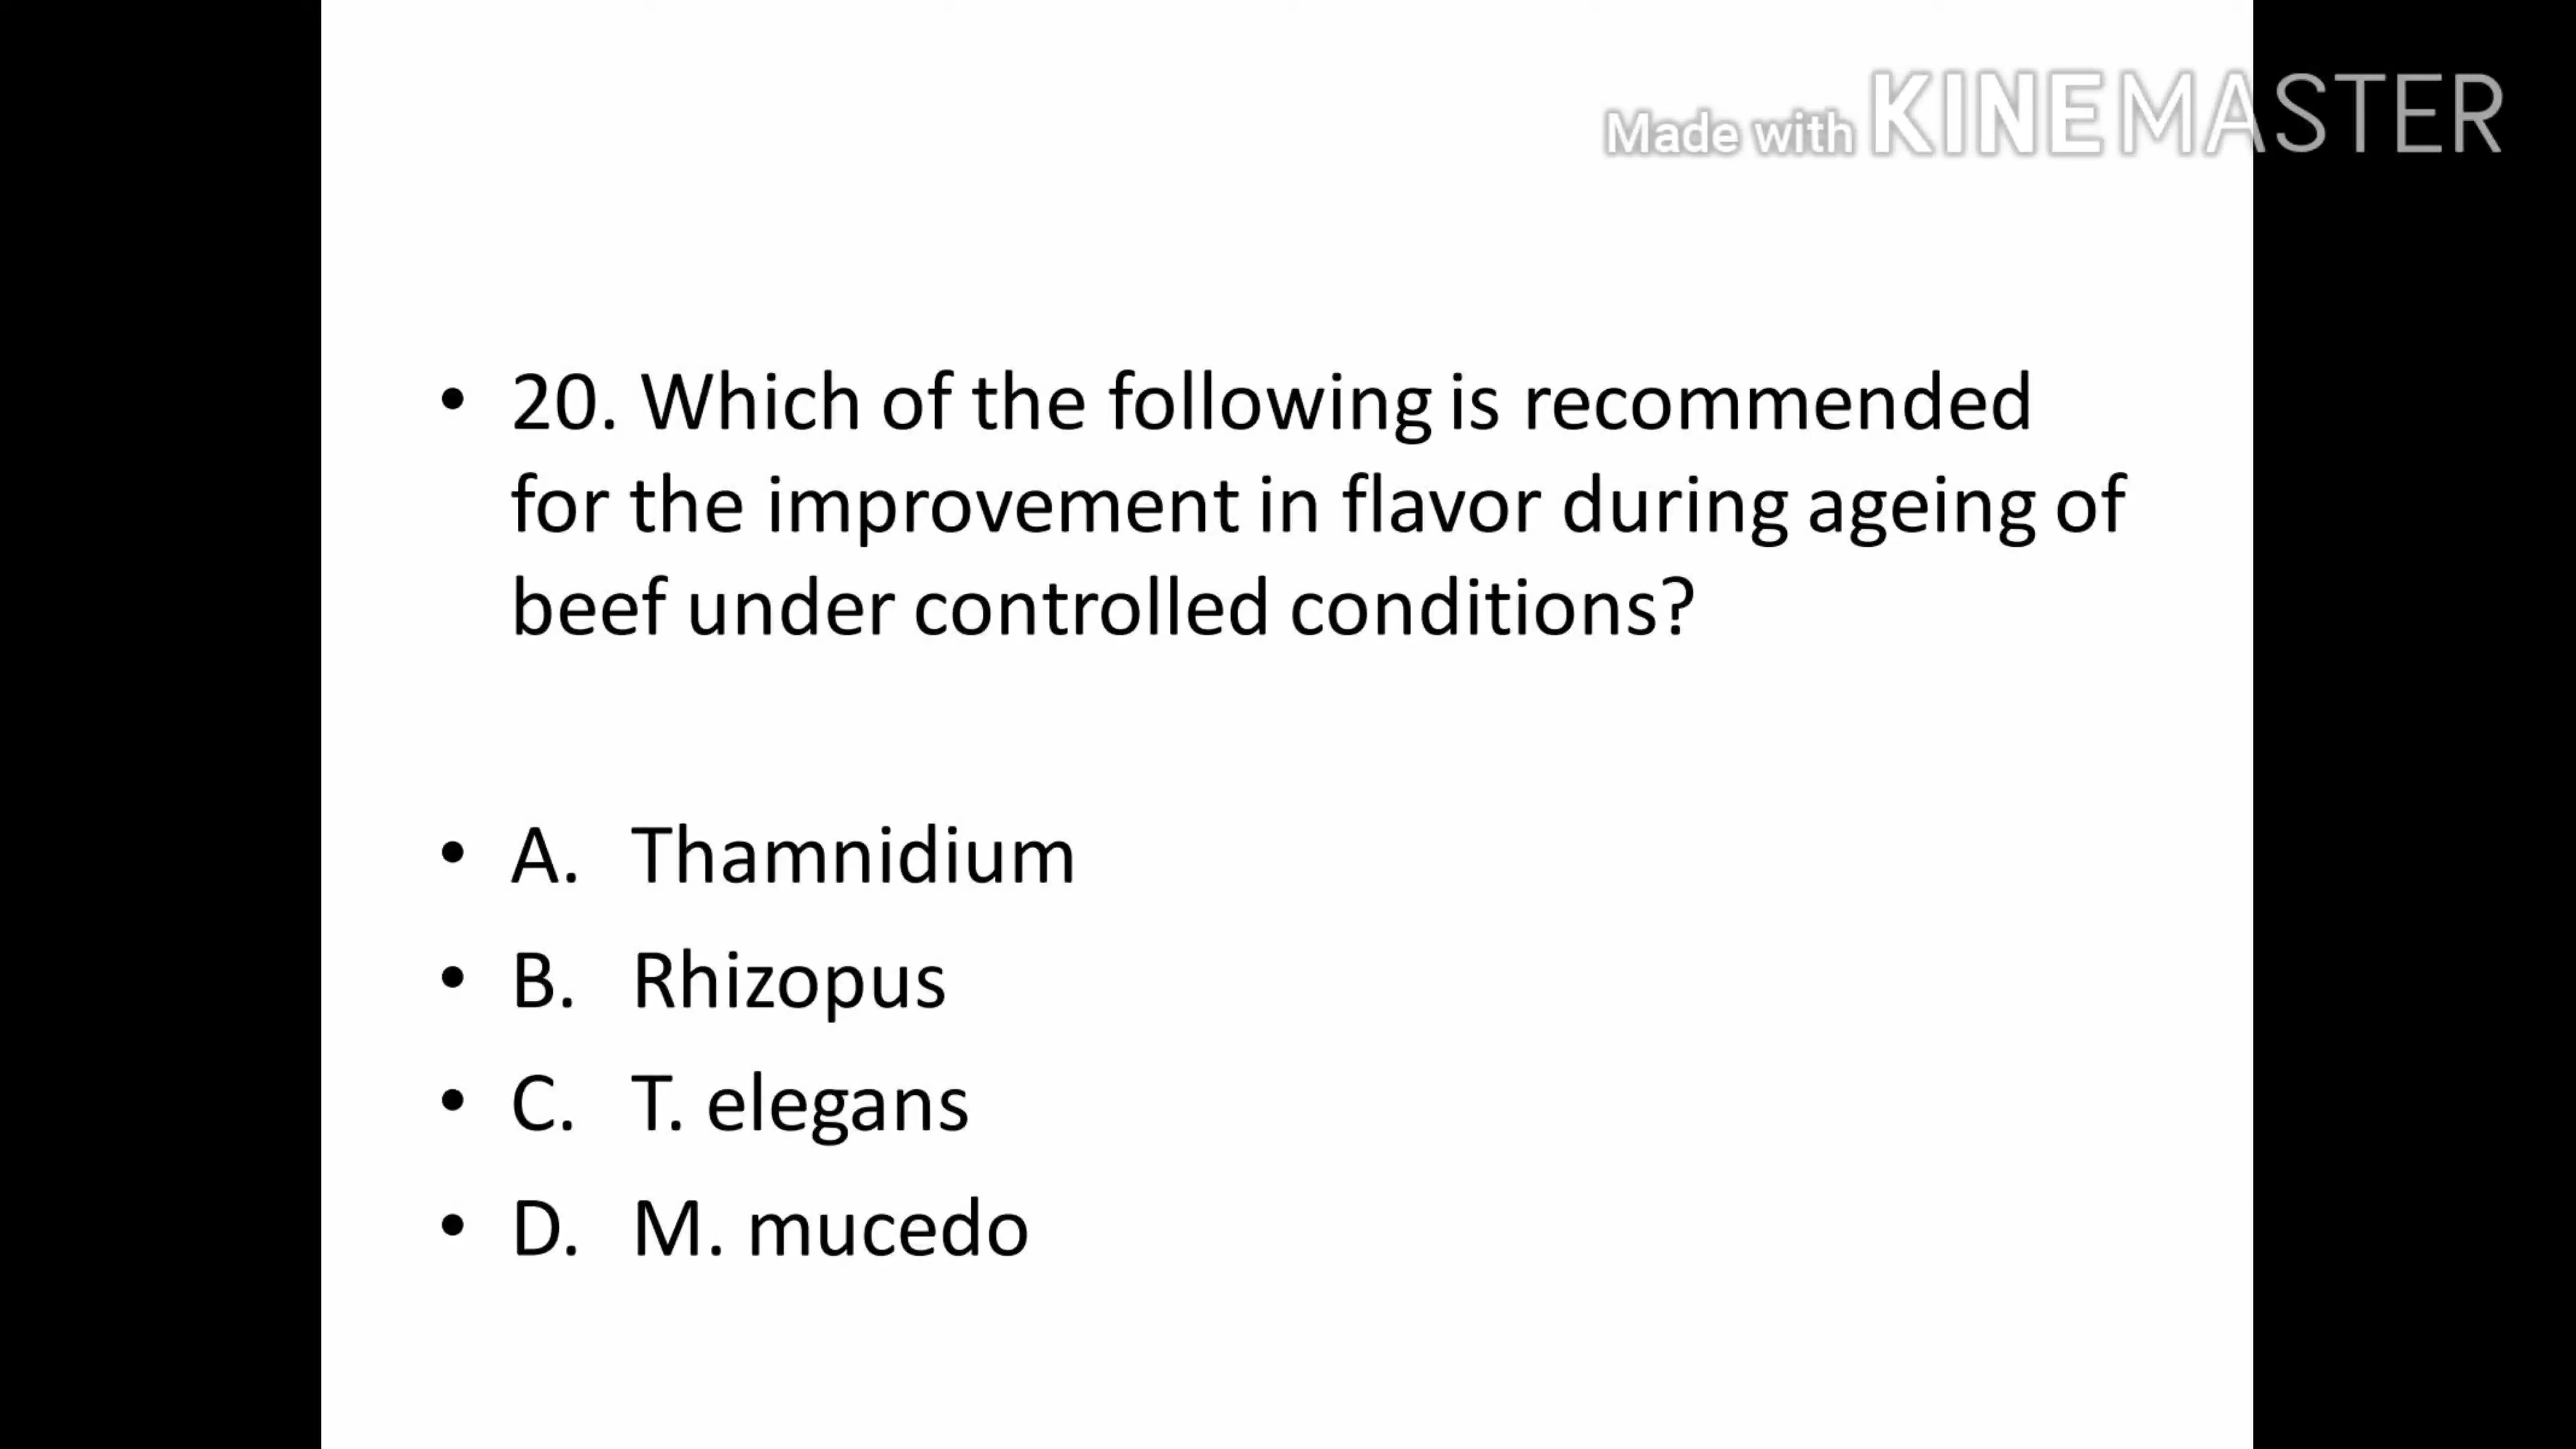 Made with KINEMASTER
• 20. Which of the following is recommended
for the improvement in flavor during ageing of
beef under controlled conditions?
• A. Thamnidium
• B. Rhizopus
• C. T. elegans
• D. M. mucedo